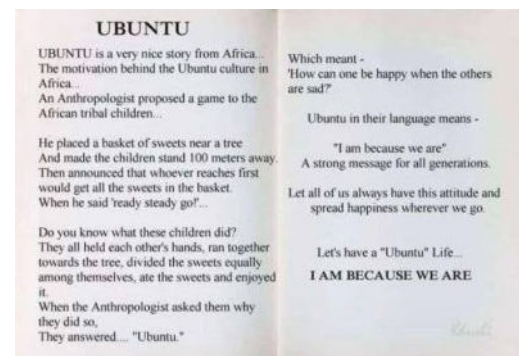 UBUNTU
UBUNTU is a very nice story from Africa...
The motivation behind the Ubuntu culture in
Africa...
An Anthropologist proposed a game to the
African tribal children...
He placed a basket of sweets near a tree
And made the children stand 100 meters away.
Then announced that whoever reaches first
would get all the sweets in the basket.
When he said 'ready steady go!'...
Do you know what these children did?
They all held each other's hands, ran together
towards the tree, divided the sweets equally
among themselves, ate the sweets and enjoyed
it.
When the Anthropologist asked them why
they did so,
They answered.... "Ubuntu."
Which meant -
'How can one be happy when the others
are sad?'
Ubuntu in their language means -
"I am because we are"
A strong message for all generations.
Let all of us always have this attitude and
spread happiness wherever we go.
Let's have a "Ubuntu" Life...
I AM BECAUSE WE ARE